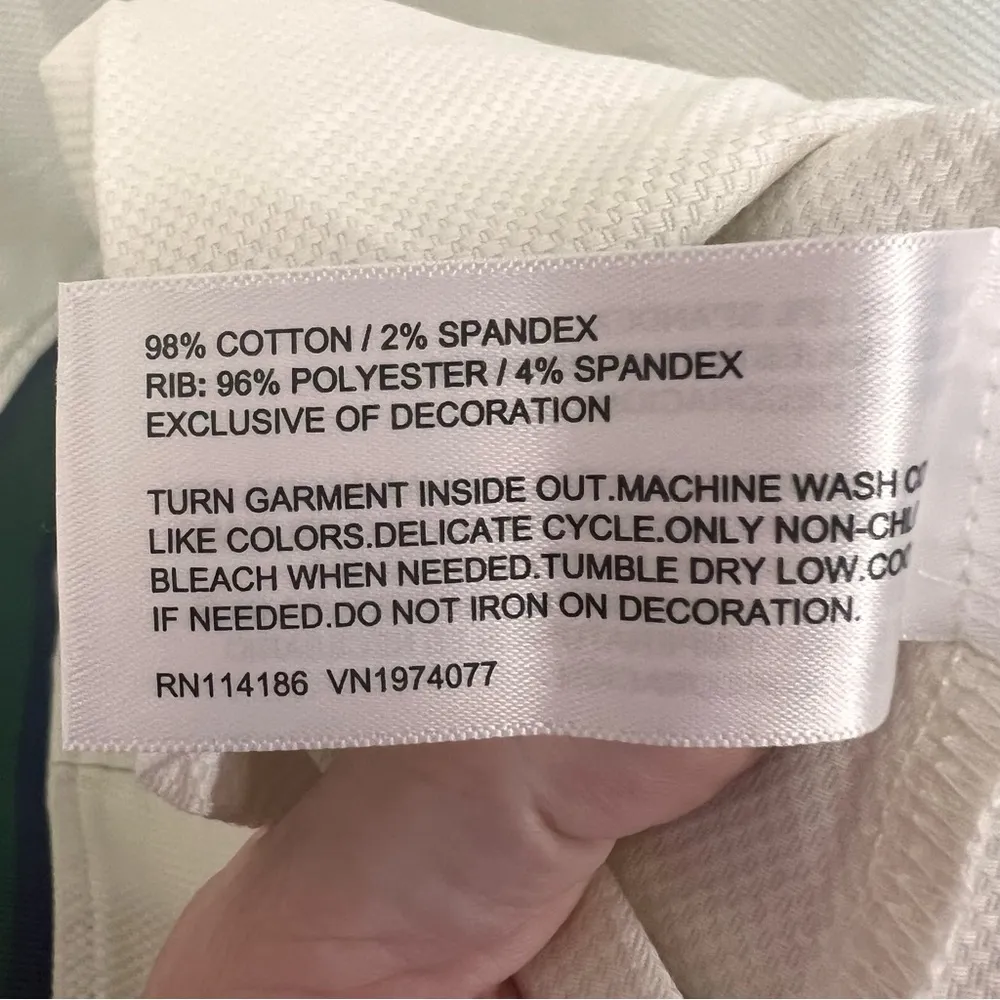 98% COTTON / 2% SPANDEX
RIB: 96% POLYESTER / 4% SPANDEX
EXCLUSIVE OF DECORATION
TURN GARMENT INSIDE OUT.MACHINE WASH
LIKE COLORS.DELICATE CYCLE.ONLY
BLEACH WHEN NEEDED.TUMBLE DRY LOW.
IF NEEDED.DO NOT IRON ON DECORATION.
RN114186 VN1974077